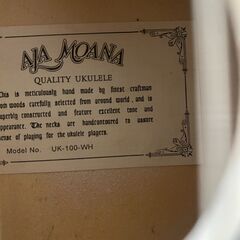 AJA MOANA
QUALITY UKULELE
This is meticulously hand made by finest craftman
from woods carefully selected from around world, and is
superbly constructed and feature excellent tone and
appearance. The necks are handcontoured to assure
ense of playing for the ukulele players.
Model No. UK-100-WH